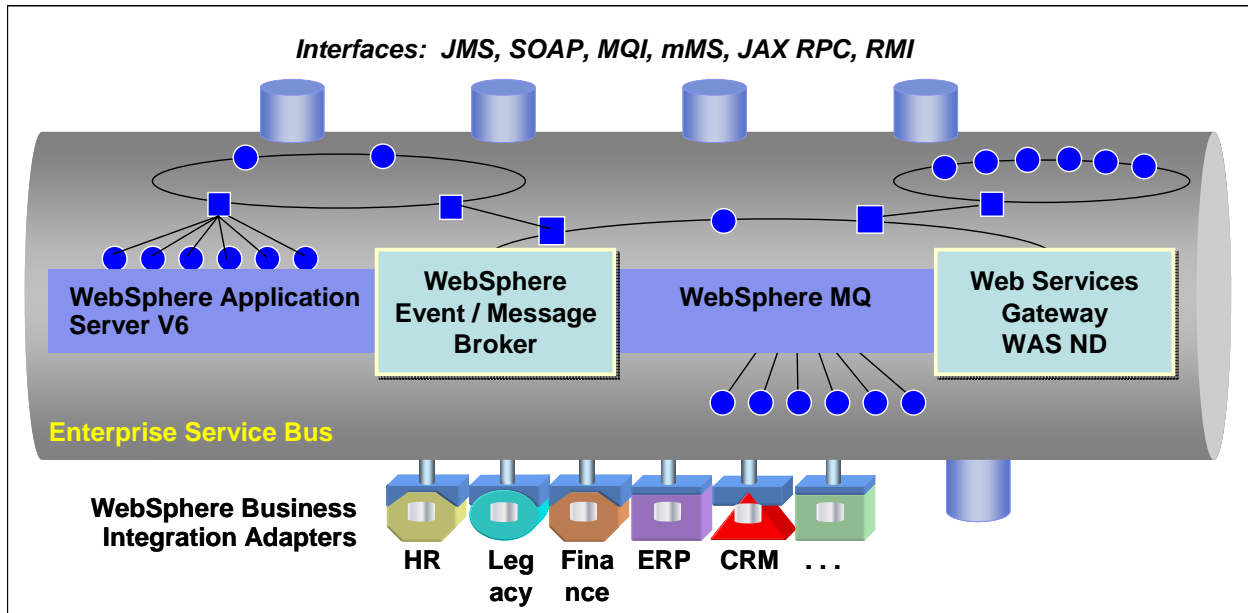 Interfaces: JMS, SOAP, MQI, mMS, JAX RPC, RMI
WebSphere Application
Server V6
WebSphere
Event / Message
Broker
WebSphere MQ
Web Services
Gateway
WAS ND
Enterprise Service Bus
WebSphere Business
Integration Adapters
HR
Leg
acy
Fina
nce
ERP
CRM
. . .